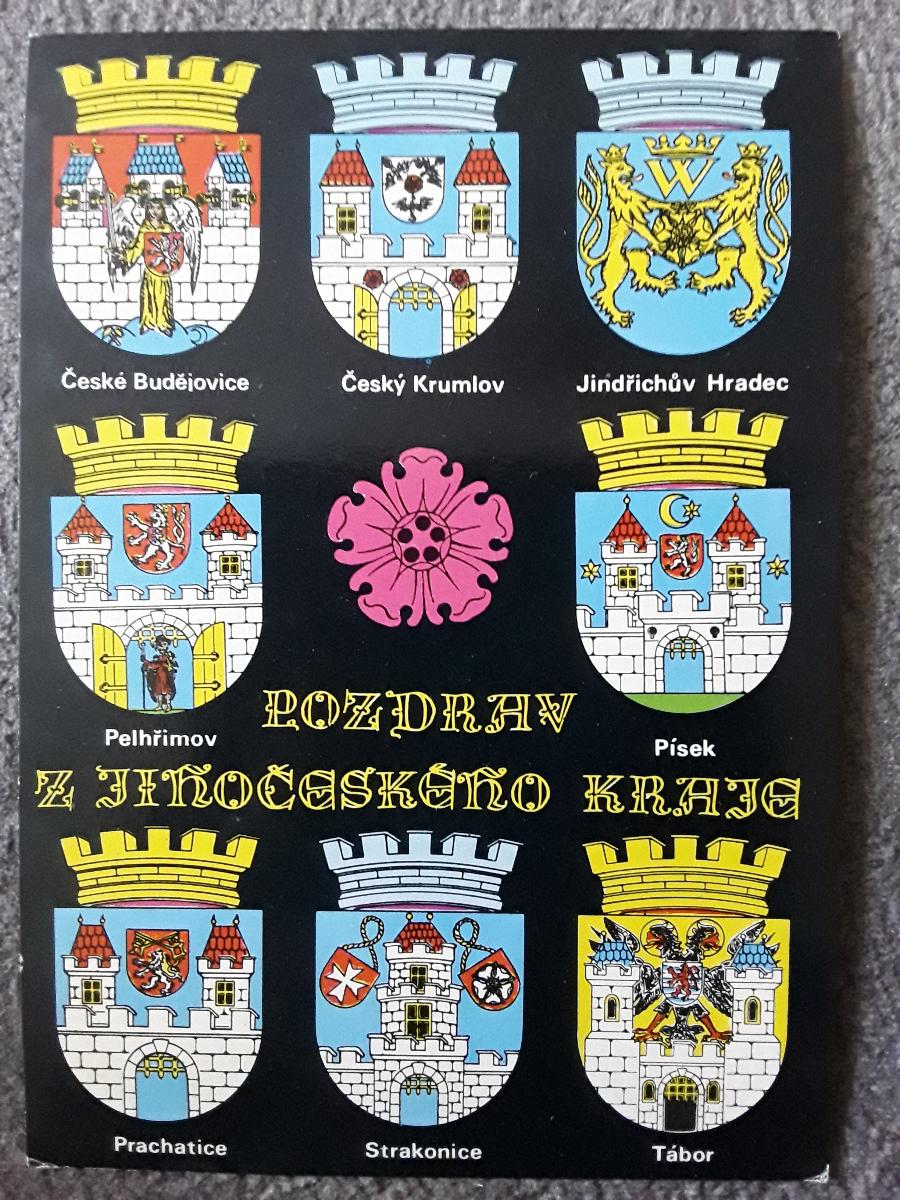 W
České Budějovice
Český Krumlov
Jindřichův Hradec
Pelhřimov
Písek
POZDRAV
Z JIHOČESKÉHO KRAJE
Prachatice
Strakonice
Tábor